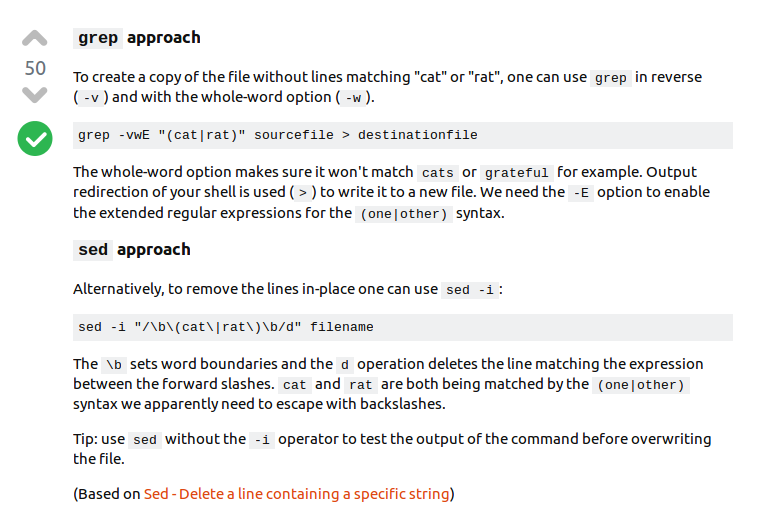 grep approach
50
To create a copy of the file without lines matching "cat" or "rat", one can use grep in reverse
( -v ) and with the whole-word option ( -w ).
grep -vwE "(cat|rat)" sourcefile > destinationfile
The whole-word option makes sure it won't match cats or grateful for example. Output
redirection of your shell is used ( > ) to write it to a new file. We need the -E option to enable
the extended regular expressions for the (one|other) syntax.
sed approach
Alternatively, to remove the lines in-place one can use sed -i :
sed -i "/\b\(cat\|rat\)\b/d" filename
The \b sets word boundaries and the d operation deletes the line matching the expression
between the forward slashes. cat and rat are both being matched by the (one|other)
syntax we apparently need to escape with backslashes.
Tip: use sed without the -i operator to test the output of the command before overwriting
the file.
(Based on Sed - Delete a line containing a specific string)